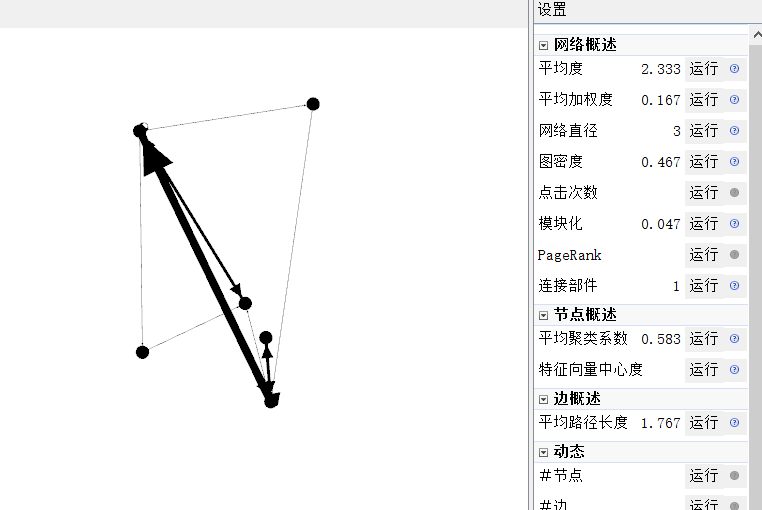 设置
网络概述
平均度 2.333 运行
平均加权度 0.167 运行
网络直径 3 运行
图密度 0.467 运行
点击次数 运行
模块化 0.047 运行
PageRank 运行
连接部件 1 运行
节点概述
平均聚类系数 0.583 运行
特征向量中心度 运行
边概述
平均路径长度 1.767 运行
动态
#节点 运行
#边 运行